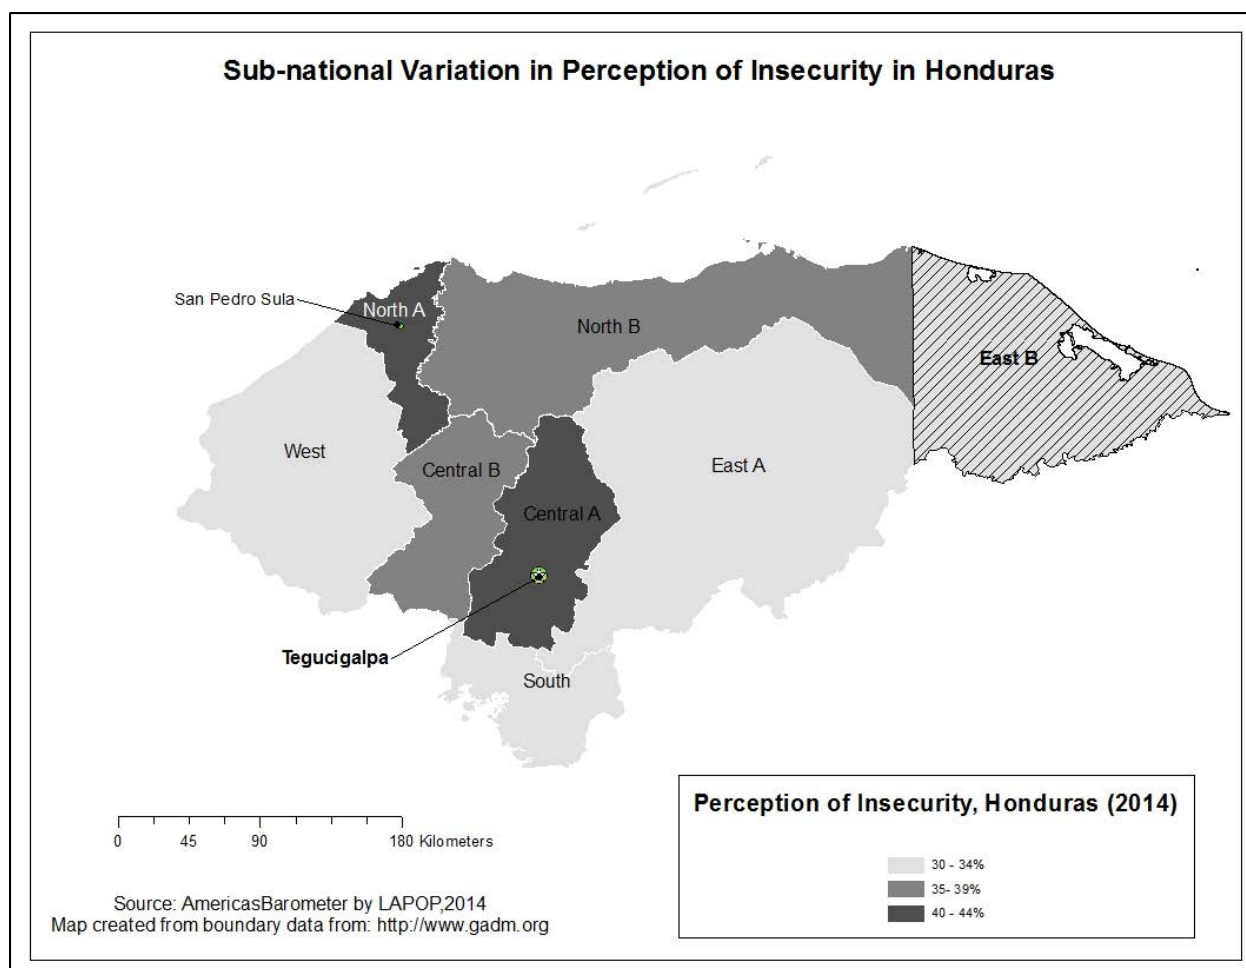 Sub-national Variation in Perception of Insecurity in Honduras
San Pedro Sula
North A
North B
East B
West
Central B
East A
Central A
Tegucigalpa
South
Perception of Insecurity, Honduras (2014)
30 - 34%
35- 39%
40 - 44%
0 45 90 180 Kilometers
Source: AmericasBarometer by LAPOP,2014
Map created from boundary data from: http://www.gadm.org